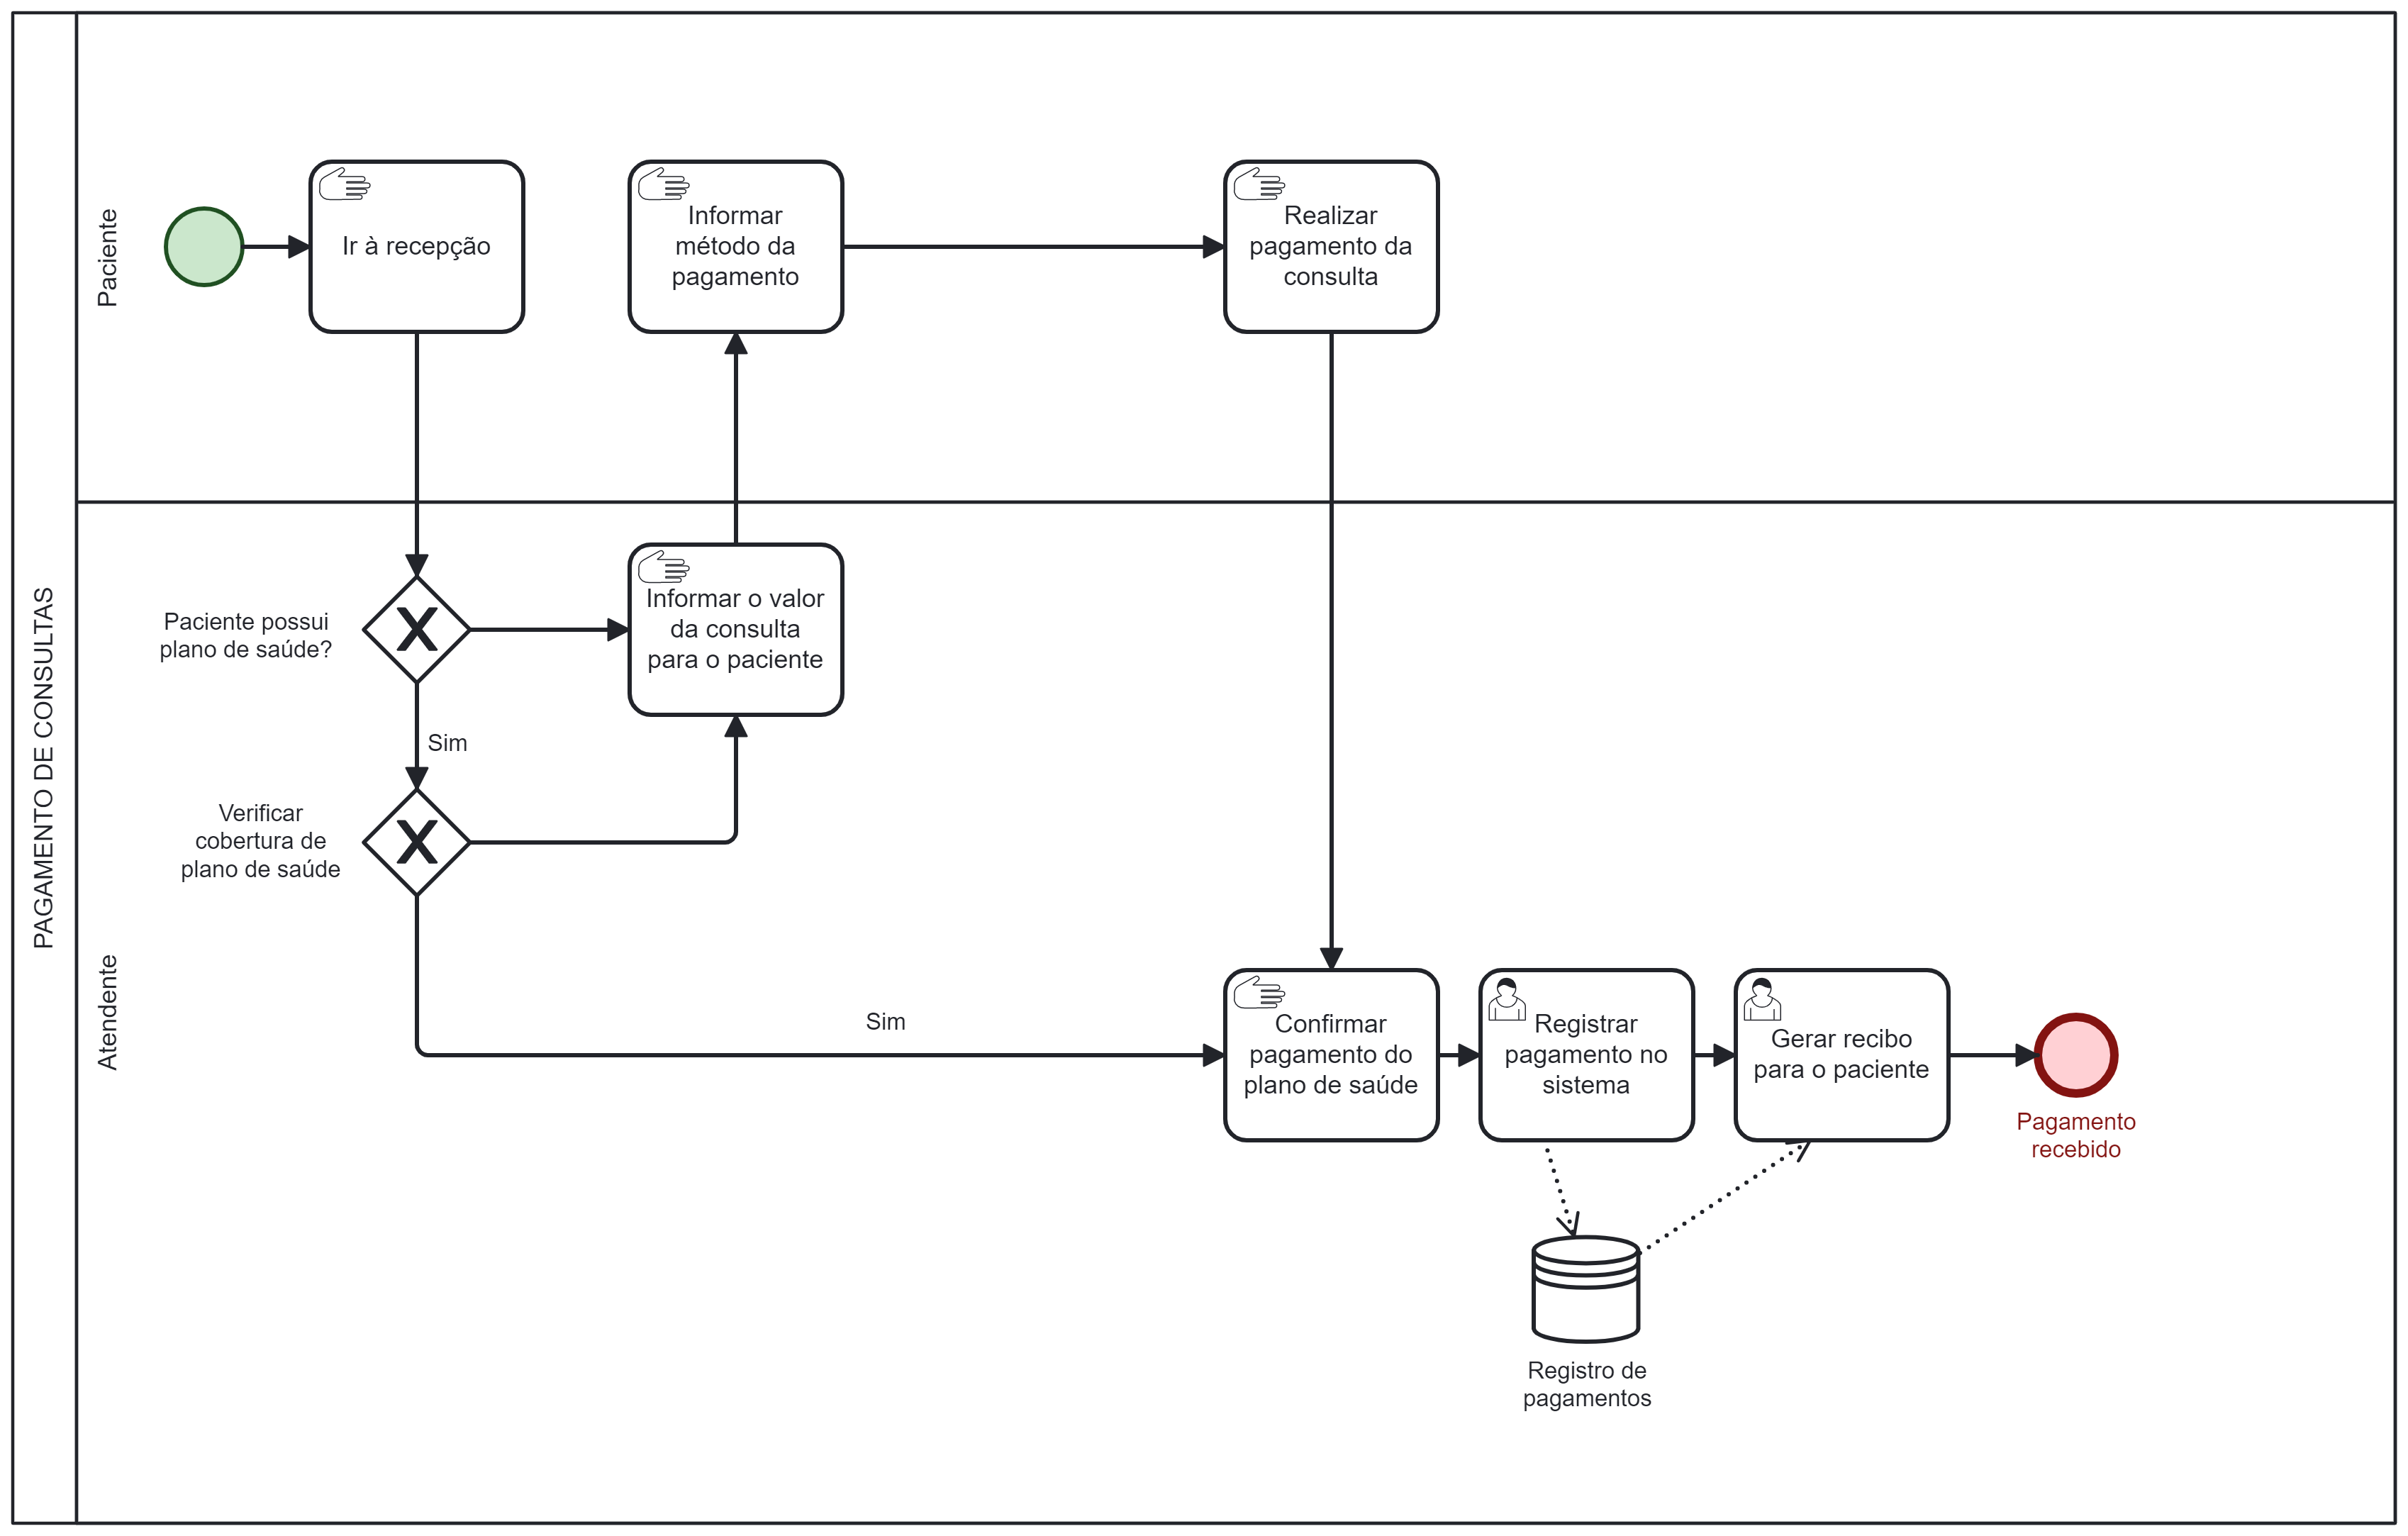 PAGAMENTO DE CONSULTAS
Paciente
Ir à recepção
Informar
método da
pagamento
Realizar
pagamento da
consulta
Atendente
Paciente possui
plano de saúde?
Informar o valor
da consulta
para o paciente
Sim
Verificar
cobertura de
plano de saúde
Sim
Confirmar
pagamento do
plano de saúde
Registrar
pagamento no
sistema
Gerar recibo
para o paciente
Pagamento
recebido
Registro de
pagamentos